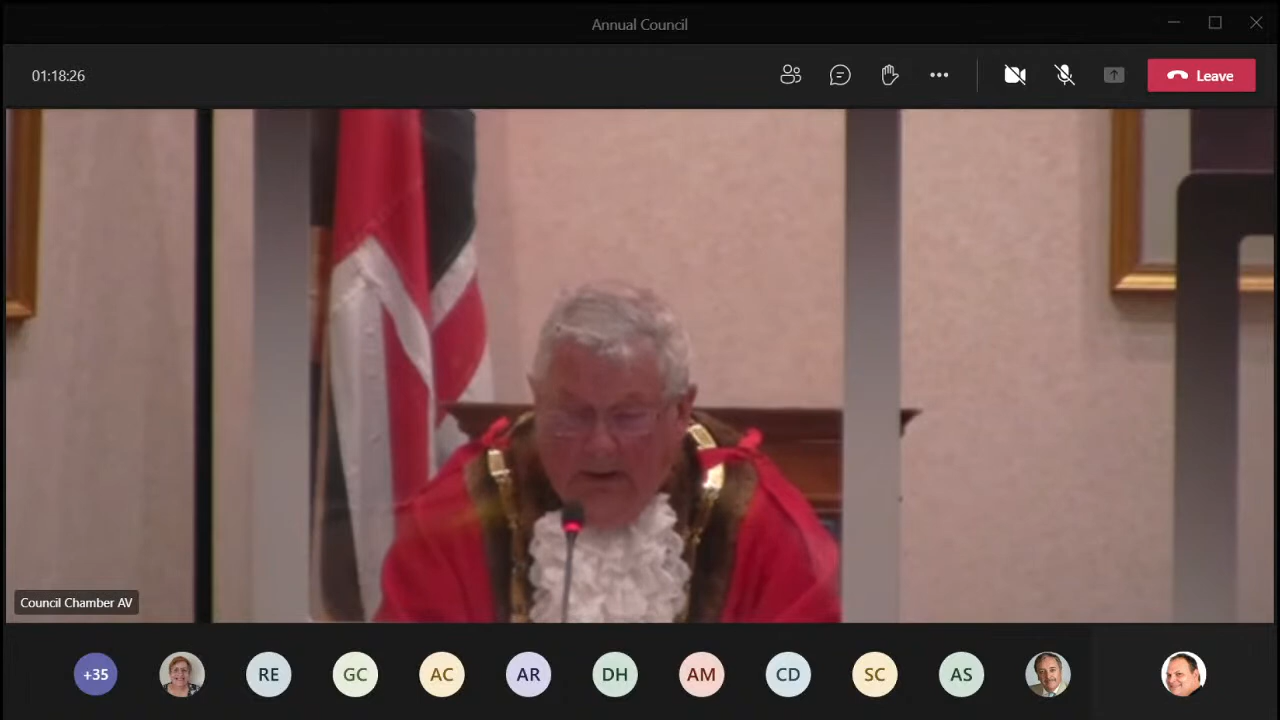 Annual Council
01:18:26
Leave
Council Chamber AV
+35
RE
GC
AC
AR
DH
AM
CD
SC
AS